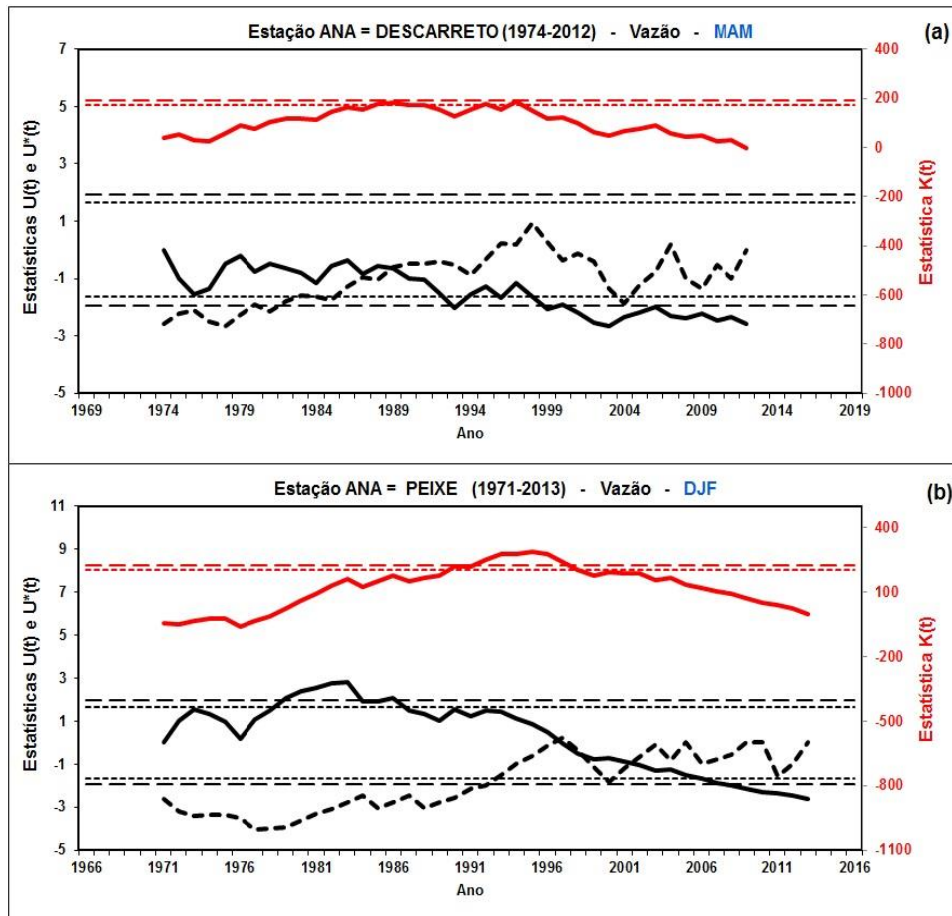 Estação ANA = DESCARRETO (1974-2012) - Vazão - MAM
(a)
Estatísticas U(t) e U*(t)
7
5
3
1
-1
-3
-5
400
200
0
-200
-400
-600
-800
-1000
Estatística K(t)
1969 1974 1979 1984 1989 1994 1999 2004 2009 2014 2019
Ano
Estação ANA = PEIXE (1971-2013) - Vazão - DJF
(b)
Estatísticas U(t) e U*(t)
11
9
7
5
3
1
-1
-3
-5
400
100
-200
-500
-800
-1100
Estatística K(t)
1966 1971 1976 1981 1986 1991 1996 2001 2006 2011 2016
Ano